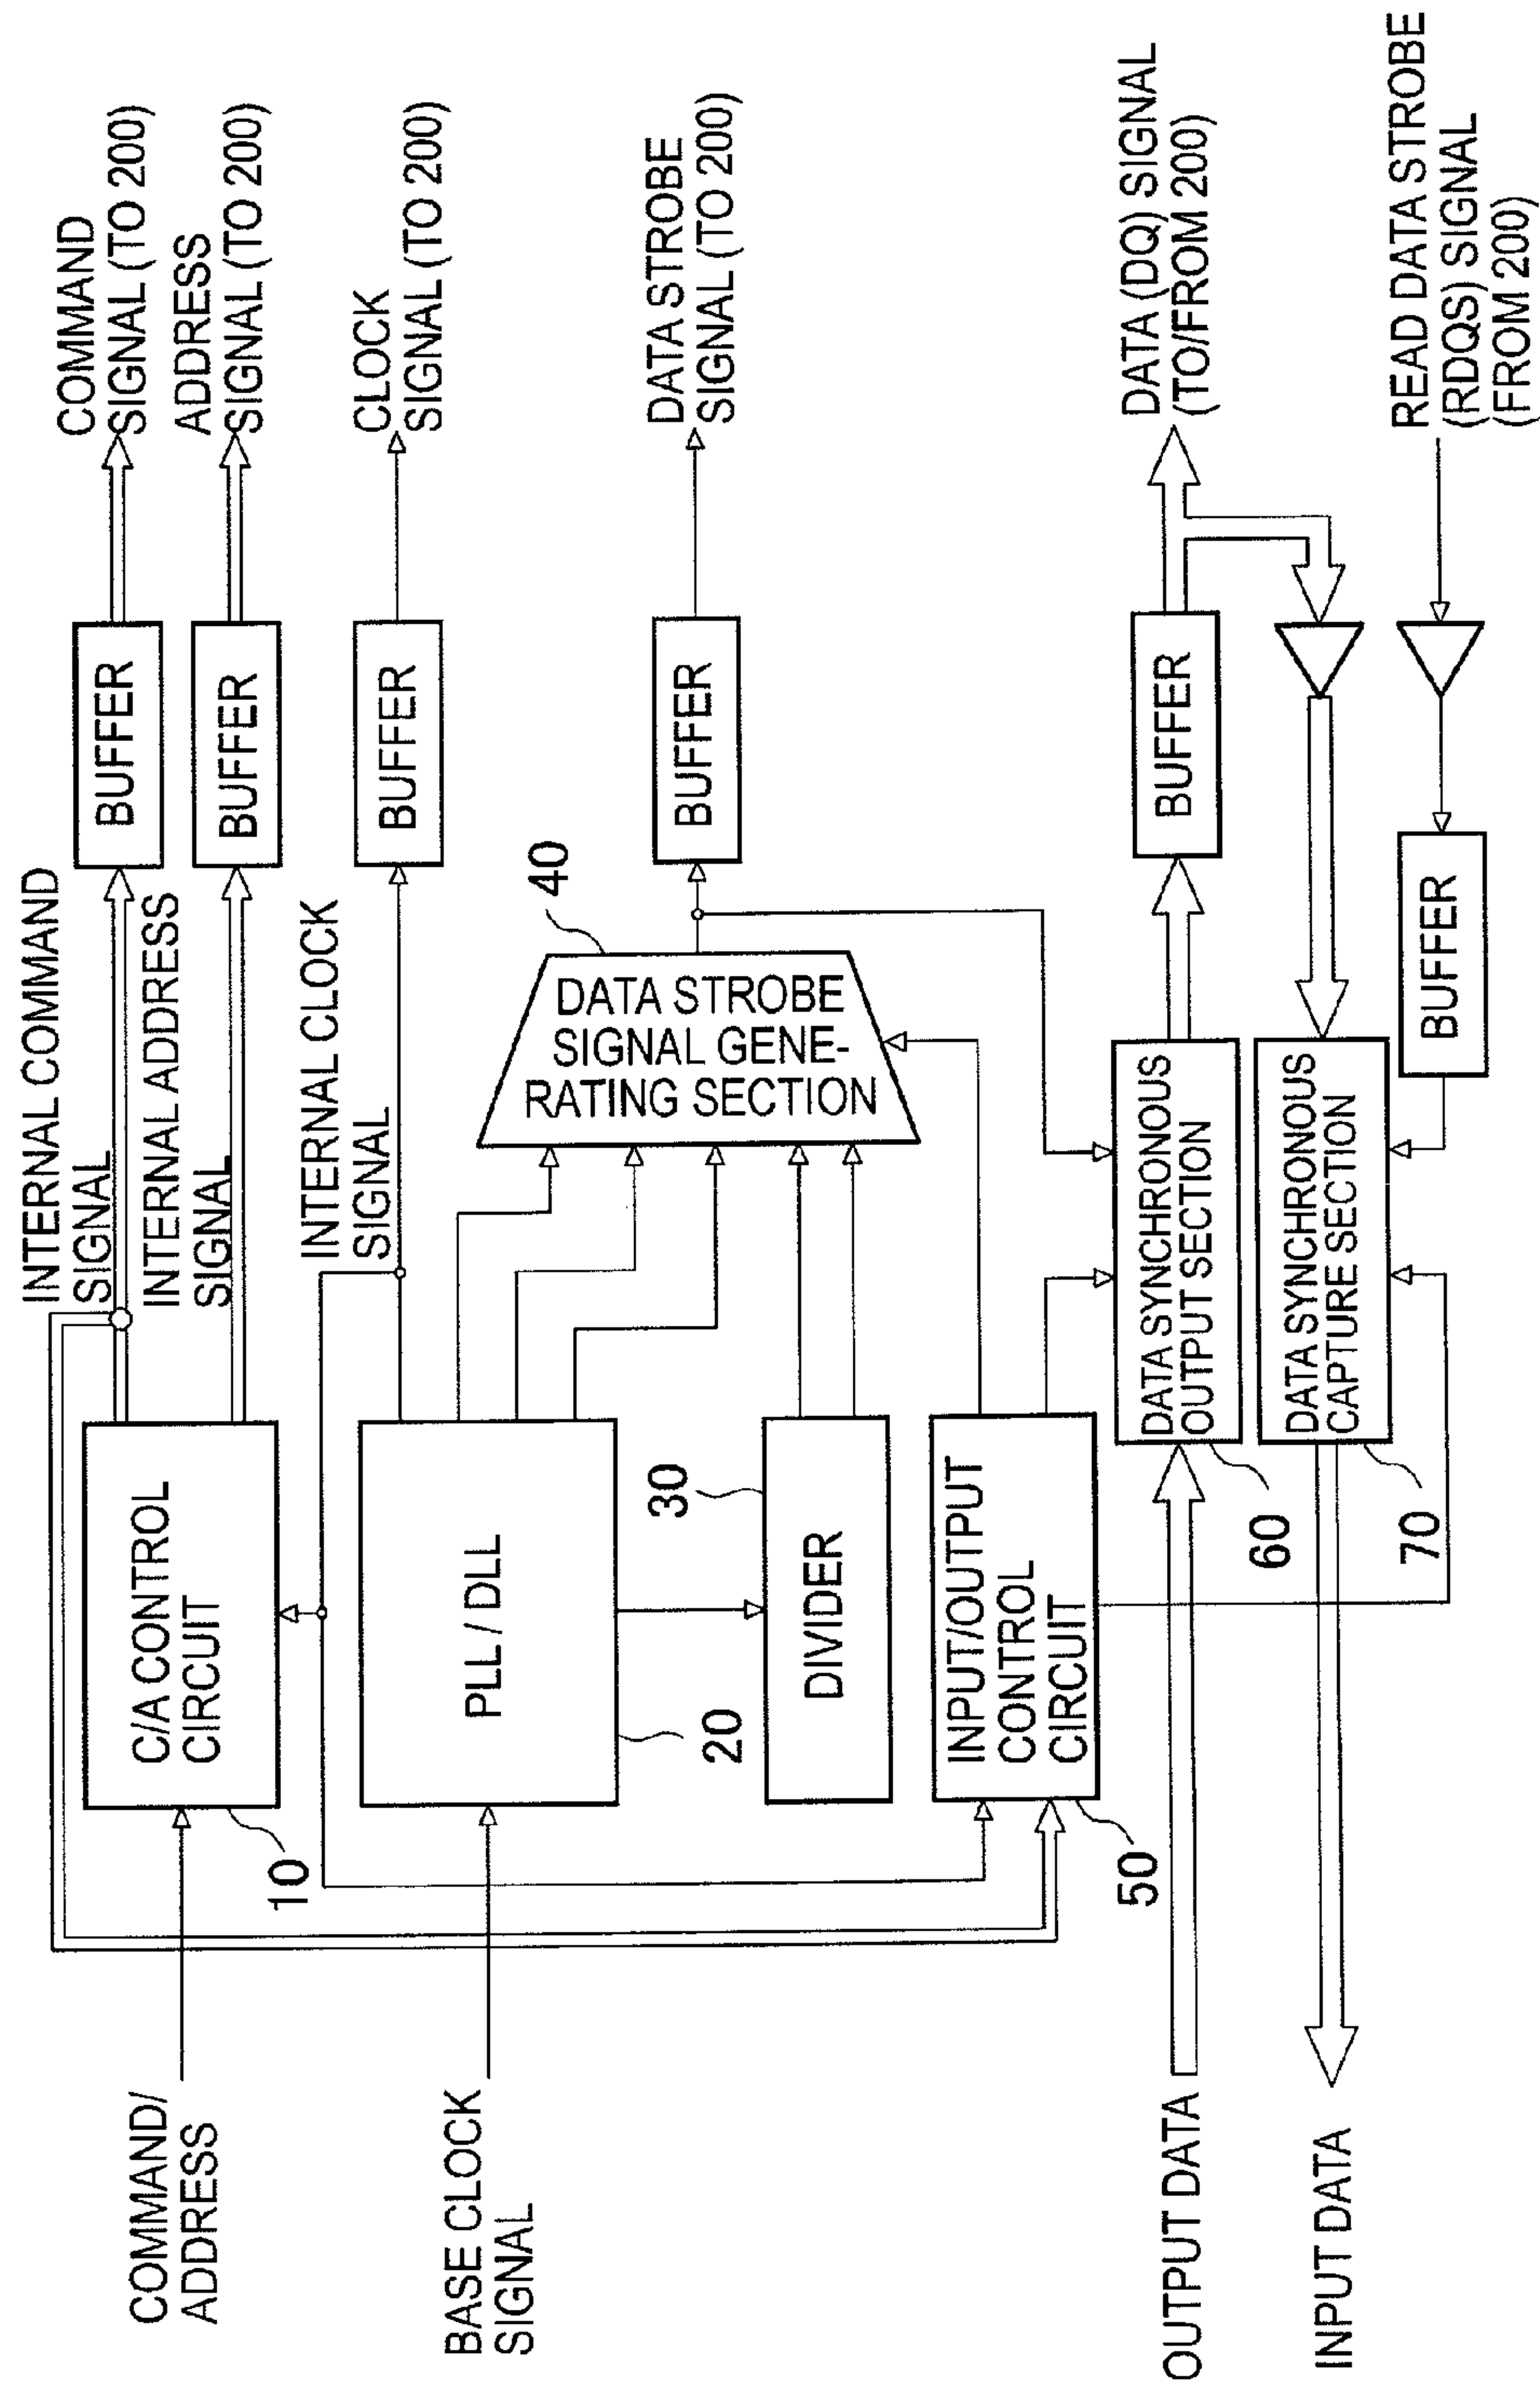 COMMAND/
ADDRESS
BASE CLOCK
SIGNAL
OUTPUT DATA
INPUT DATA
C/A CONTROL
CIRCUIT
10
PLL / DLL
20
DIVIDER
30
INPUT/OUTPUT
CONTROL
CIRCUIT
50
INTERNAL COMMAND
SIGNAL
INTERNAL ADDRESS
SIGNAL
INTERNAL CLOCK
SIGNAL
DATA STROBE
SIGNAL GENE-
RATING SECTION
40
DATA SYNCHRONOUS
OUTPUT SECTION
60
DATA SYNCHRONOUS
CAPTURE SECTION
70
BUFFER
BUFFER
BUFFER
BUFFER
BUFFER
BUFFER
COMMAND
SIGNAL (TO 200)
ADDRESS
SIGNAL (TO 200)
CLOCK
SIGNAL (TO 200)
DATA STROBE
SIGNAL (TO 200)
DATA (DQ) SIGNAL
(TO/FROM 200)
READ DATA STROBE
(RDQS) SIGNAL
(FROM 200)